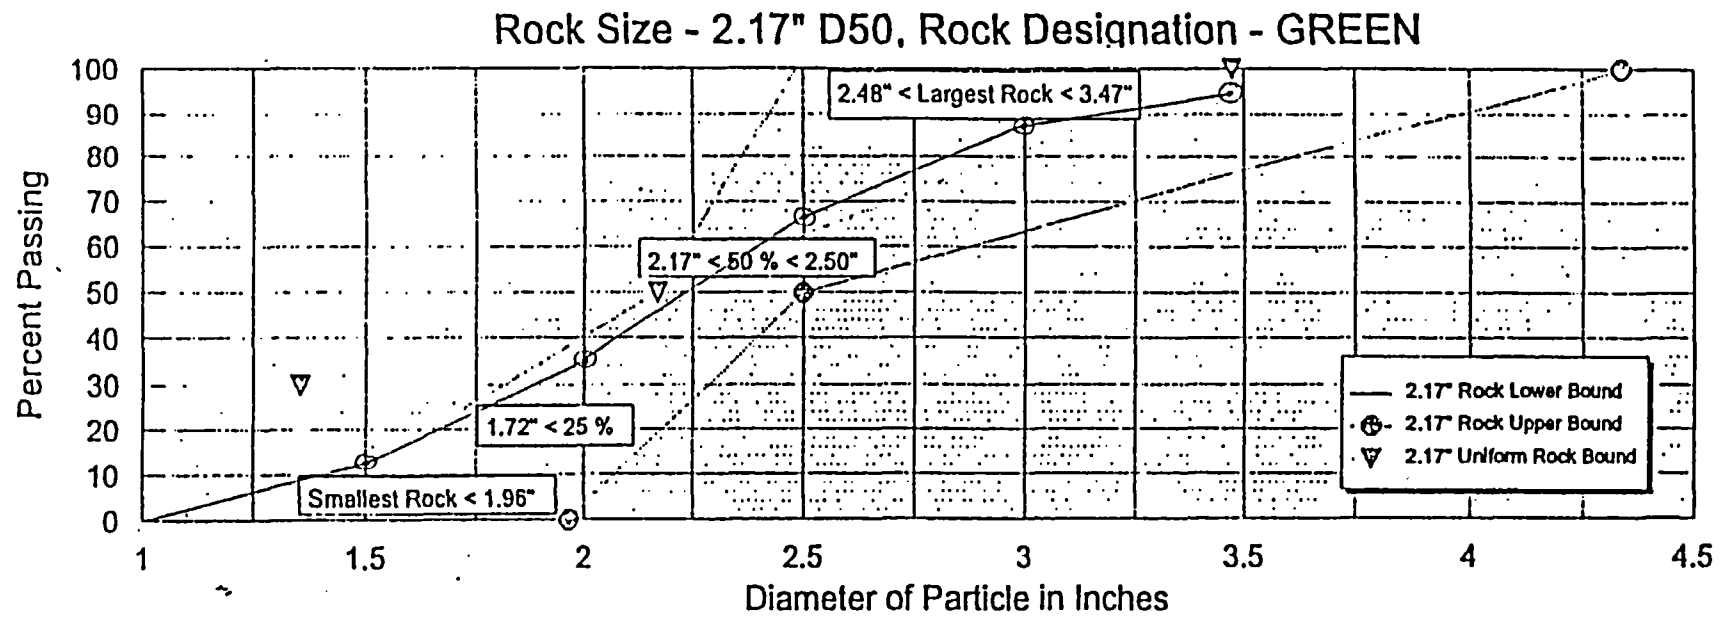 Rock Size - 2.17" D50, Rock Designation - GREEN
Percent Passing
100
90
80
70
60
50
40
30
20
10
0
2.48" < Largest Rock < 3.47"
2.17" < 50 % < 2.50"
1.72" < 25 %
Smallest Rock < 1.96"
2.17" Rock Lower Bound
2.17" Rock Upper Bound
2.17" Uniform Rock Bound
1 1.5 2 2.5 3 3.5 4 4.5
Diameter of Particle in Inches